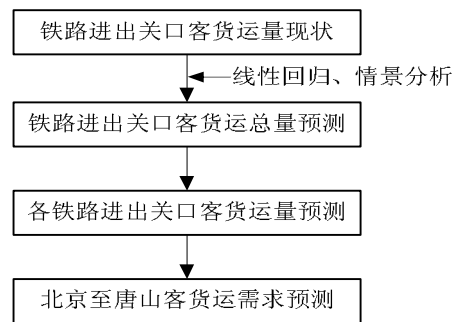 铁路进出关口客货运量现状
线性回归、情景分析
铁路进出关口客货运总量预测
各铁路进出关口客货运量预测
北京至唐山客货运需求预测